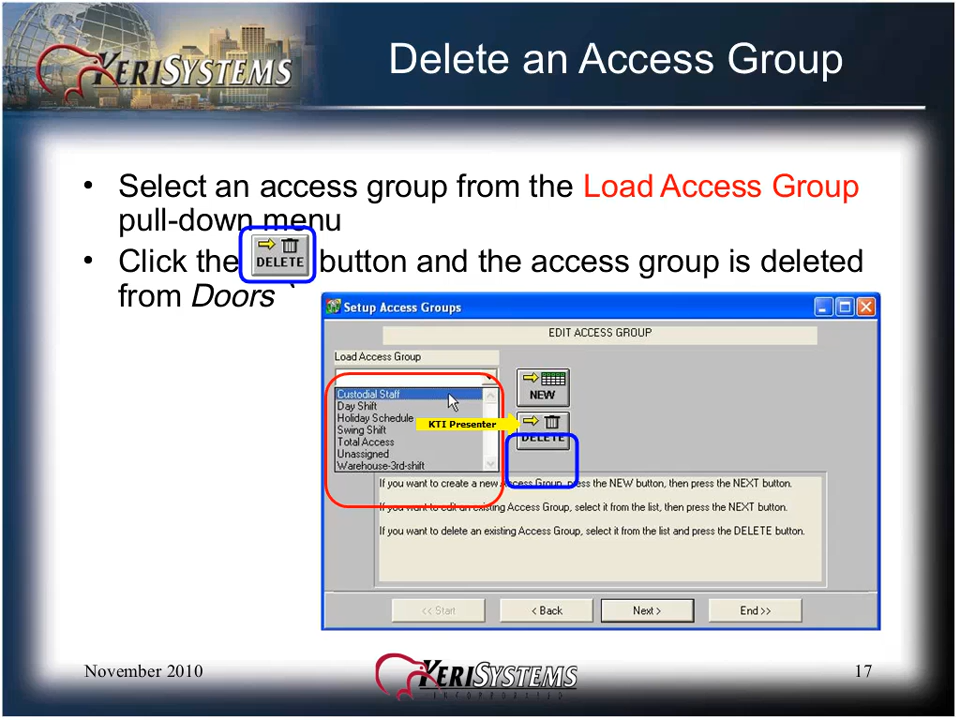 KERISYSTEMS
Delete an Access Group
• Select an access group from the Load Access Group
pull-down menu
• Click the DELETE button and the access group is deleted
from Doors
Setup Access Groups
EDIT ACCESS GROUP
Load Access Group
Custodial Staff
Day Shift
Holiday Schedule
Swing Shift
Total Access
Unassigned
Warehouse-3rd-shift
NEW
KTI Presenter
DELETE
If you want to create a new Access Group, press the NEW button, then press the NEXT button.
If you want to edit an existing Access Group, select it from the list, then press the NEXT button.
If you want to delete an existing Access Group, select it from the list and press the DELETE button.
<< Start
< Back
Next >
End >>
November 2010
KERISYSTEMS
INCORPORATED
17